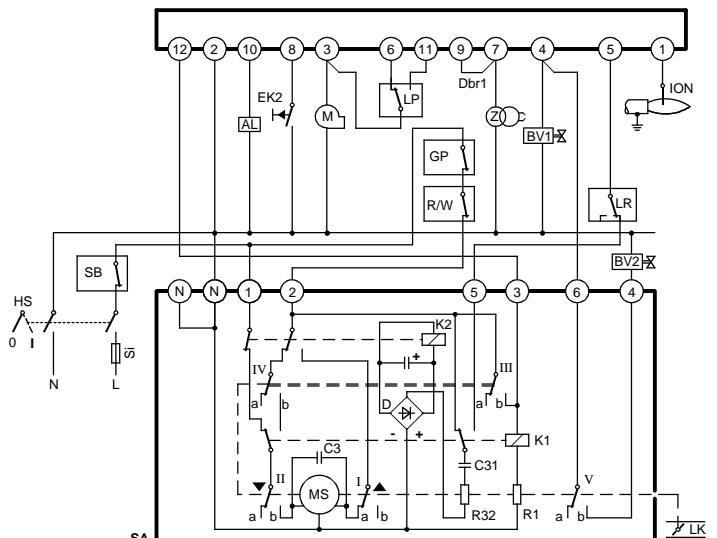 12 2 10 8 3 6 11 9 7 4 5 1
Dbr1
ION
EK2
LP
AL
M
Z
BV1
GP
R/W
LR
SB
BV2
HS
0 I
Si
N L
N N 1 2 5 3 6 4
K2
+
IV
III
a b
D
a b
- +
K1
C3
C31
II
I
V
MS
a b
a b
R32
R1
a b
LK
SA